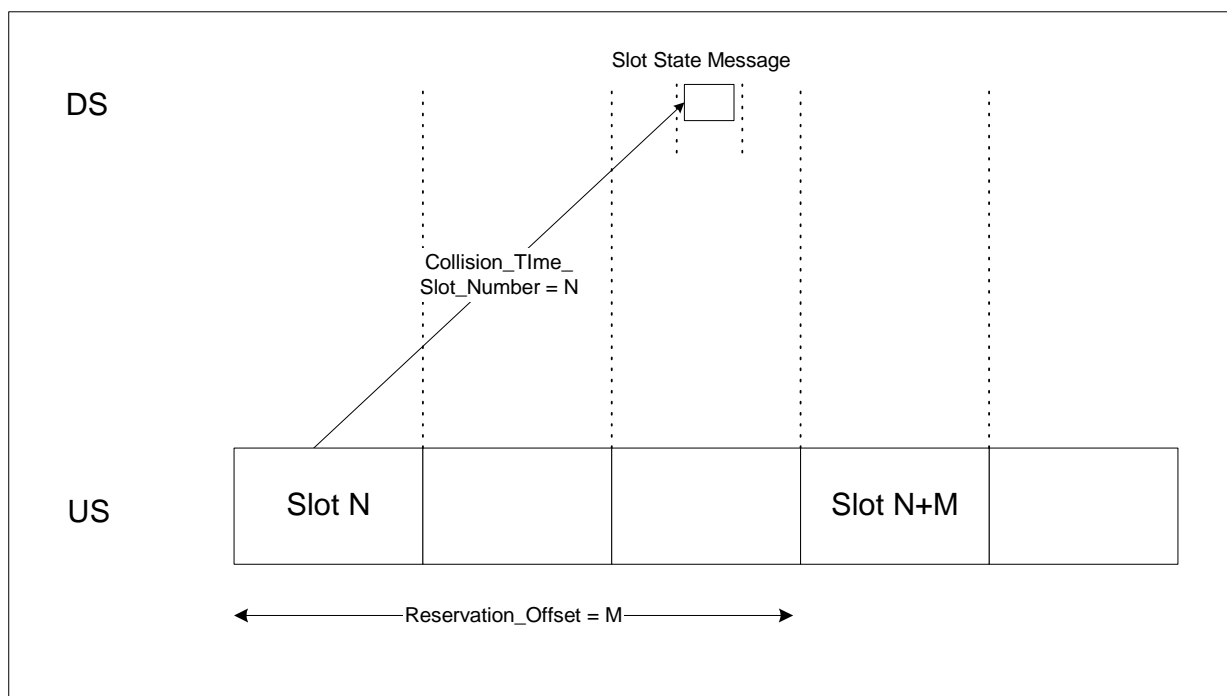 Slot State Message
DS
Collision_TIme_
Slot_Number = N
US
Slot N
Slot N+M
Reservation_Offset = M